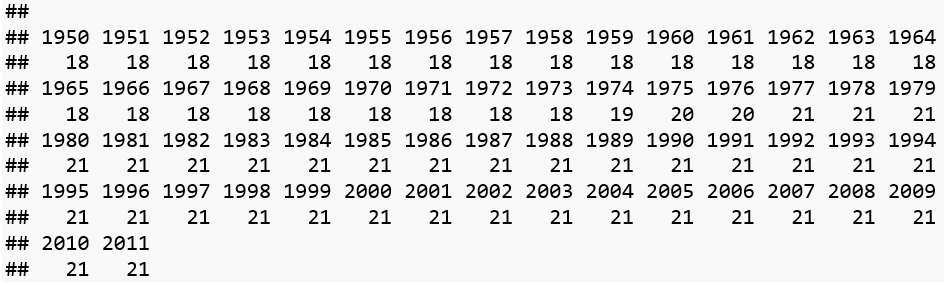 ##
## 1950 1951 1952 1953 1954 1955 1956 1957 1958 1959 1960 1961 1962 1963 1964
##   18   18   18   18   18   18   18   18   18   18   18   18   18   18   18
## 1965 1966 1967 1968 1969 1970 1971 1972 1973 1974 1975 1976 1977 1978 1979
##   18   18   18   18   18   18   18   18   18   19   20   20   21   21   21
## 1980 1981 1982 1983 1984 1985 1986 1987 1988 1989 1990 1991 1992 1993 1994
##   21   21   21   21   21   21   21   21   21   21   21   21   21   21   21
## 1995 1996 1997 1998 1999 2000 2001 2002 2003 2004 2005 2006 2007 2008 2009
##   21   21   21   21   21   21   21   21   21   21   21   21   21   21   21
## 2010 2011
##   21   21